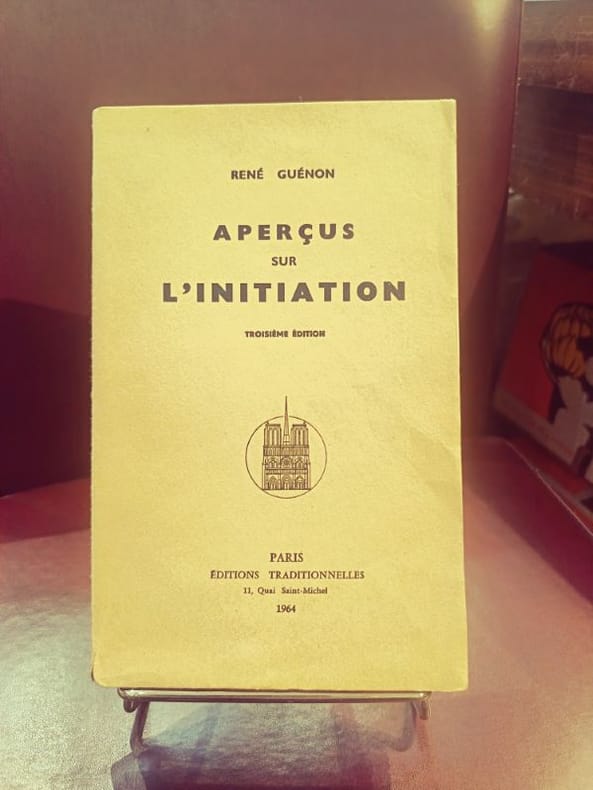 RENÉ GUÉNON
APERÇUS
SUR
L'INITIATION
TROISIÈME ÉDITION
PARIS
ÉDITIONS TRADITIONNELLES
11, Quai Saint-Michel
1964